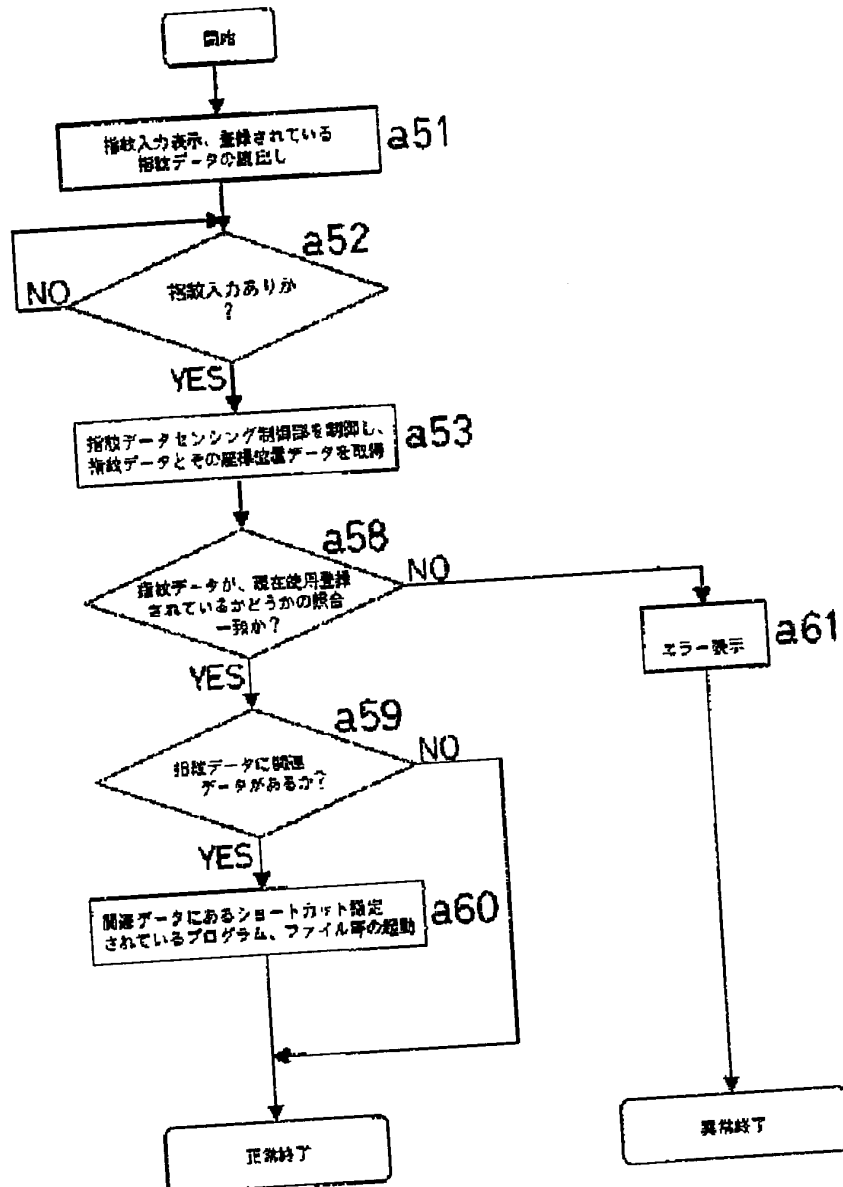 開始
指紋入力表示、登録されている
指紋データの読出し
a51
a52
指紋入力ありか
?
NO
YES
指紋データセンシング制御部を制御し、
指紋データとその座標位置データを取得
a53
a58
指紋データが、現在使用登録
されているかどうかの照合
一致か?
NO
YES
エラー表示
a61
a59
指紋データに関連
データがあるか?
NO
YES
関連データにあるショートカット指定
されているプログラム、ファイル等の起動
a60
正常終了
異常終了